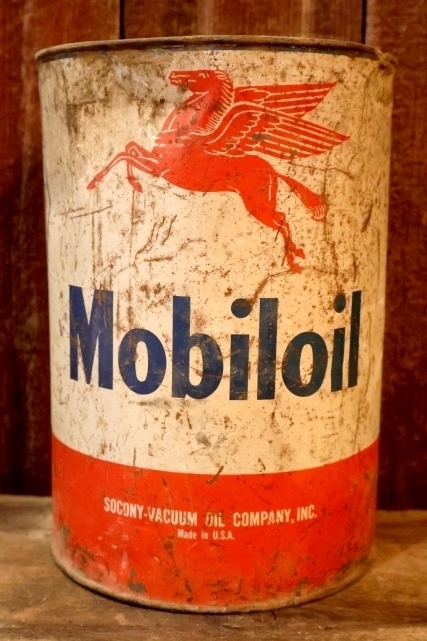 Mobiloil
SOCONY-VACUUM OIL COMPANY, INC.
Made in U.S.A.